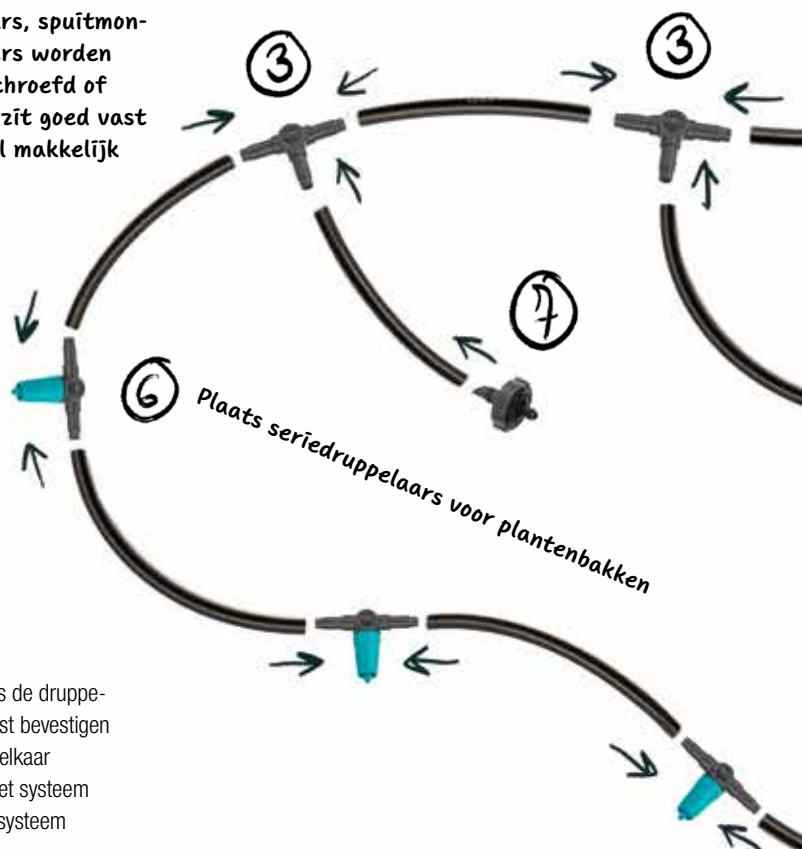 rs, spuitmon-
rs worden
chroefd of
zit goed vast
l makkelijk
3
3
7
6
Plaats seriedruppelaars voor plantenbakken
s de druppe-
st bevestigen
elkaar
et systeem
systeem